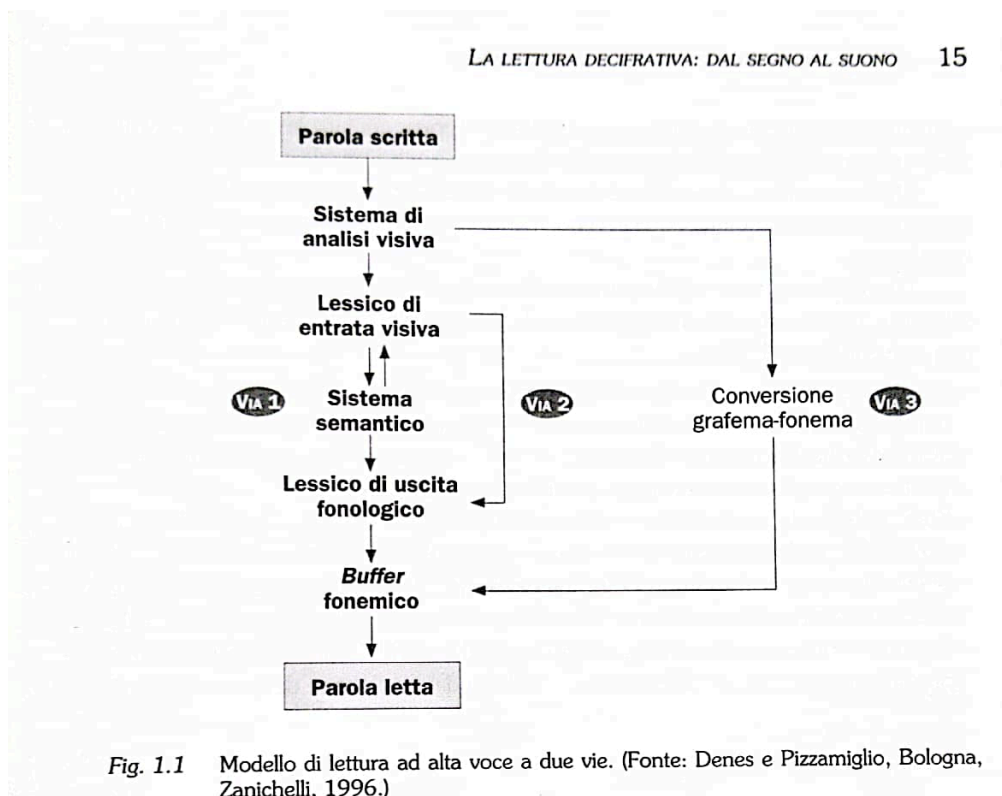 LA LETTURA DECIFRATIVA: DAL SEGNO AL SUONO 15
Parola scritta
Sistema di
analisi visiva
Lessico di
entrata visiva
VIA 1
Sistema
semantico
VIA 2
Conversione
grafema-fonema
VIA 3
Lessico di uscita
fonologico
Buffer
fonemico
Parola letta
Fig. 1.1 Modello di lettura ad alta voce a due vie. (Fonte: Denes e Pizzamiglio, Bologna,
Zanichelli, 1996.)